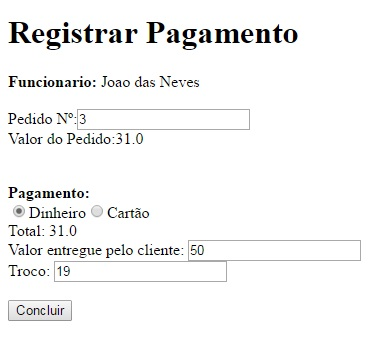 Registrar Pagamento
Funcionario: Joao das Neves
Pedido Nº:3
Valor do Pedido:31.0
Pagamento:
Dinheiro Cartão
Total: 31.0
Valor entregue pelo cliente: 50
Troco: 19
Concluir